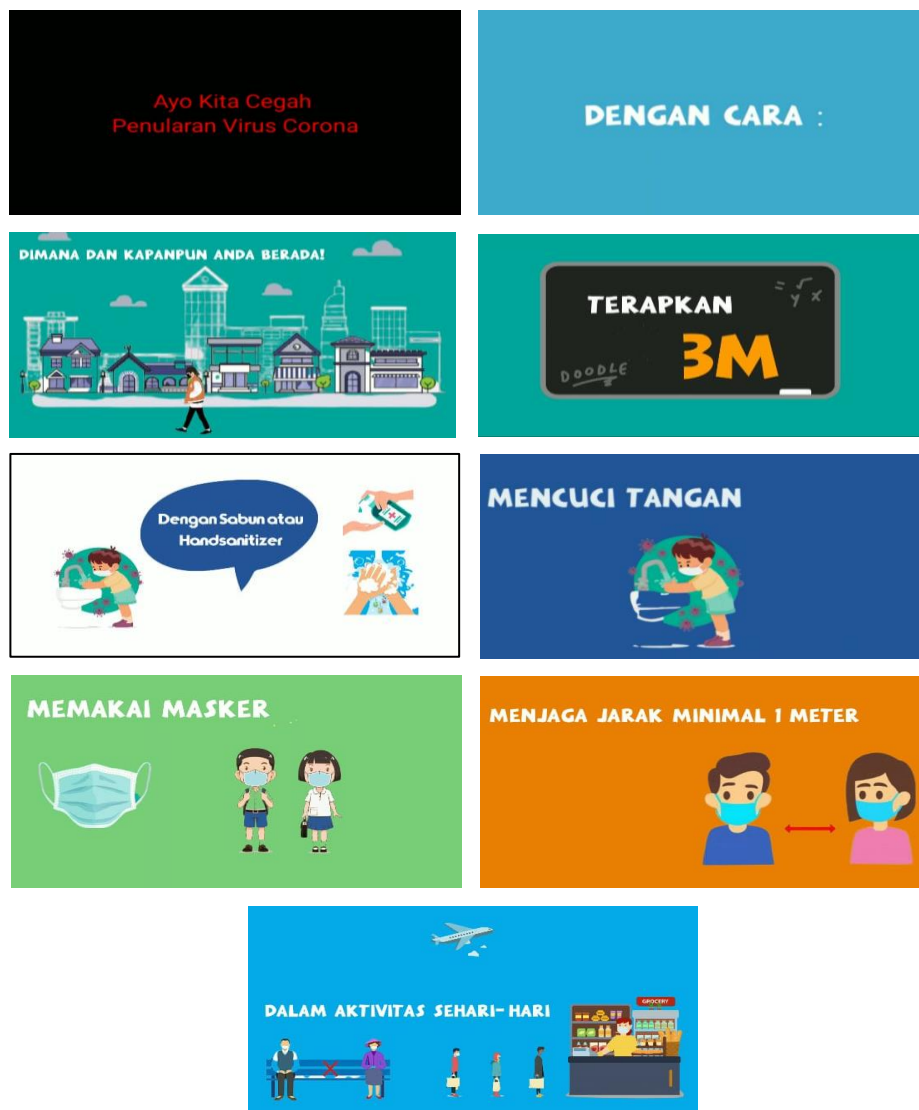 Ayo Kita Cegah
Penularan Virus Corona
DENGAN CARA :
DIMANA DAN KAPANPUN ANDA BERADA!
TERAPKAN
3M
= √
y x
DOODLE
Dengan Sabun atau
Handsanitizer
MENCUCI TANGAN
MEMAKAI MASKER
MENJAGA JARAK MINIMAL 1 METER
DALAM AKTIVITAS SEHARI-HARI
GROCERY